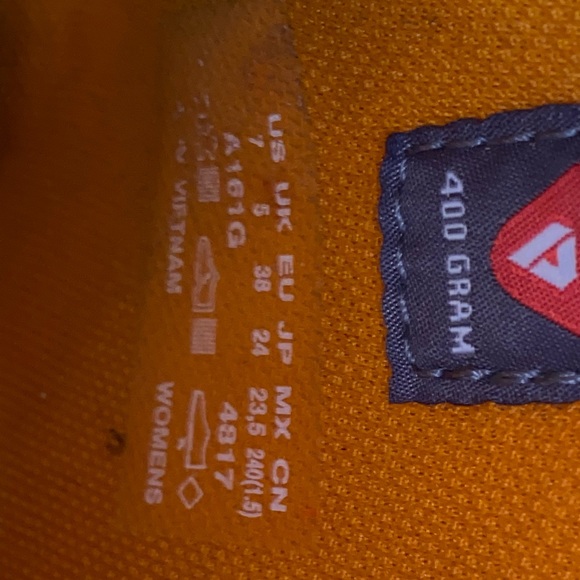 US UK EU JP MX CN
7 5 38 24 23,5 240(1.5)
A161G 4817
VIETNAM WOMENS
400 GRAM